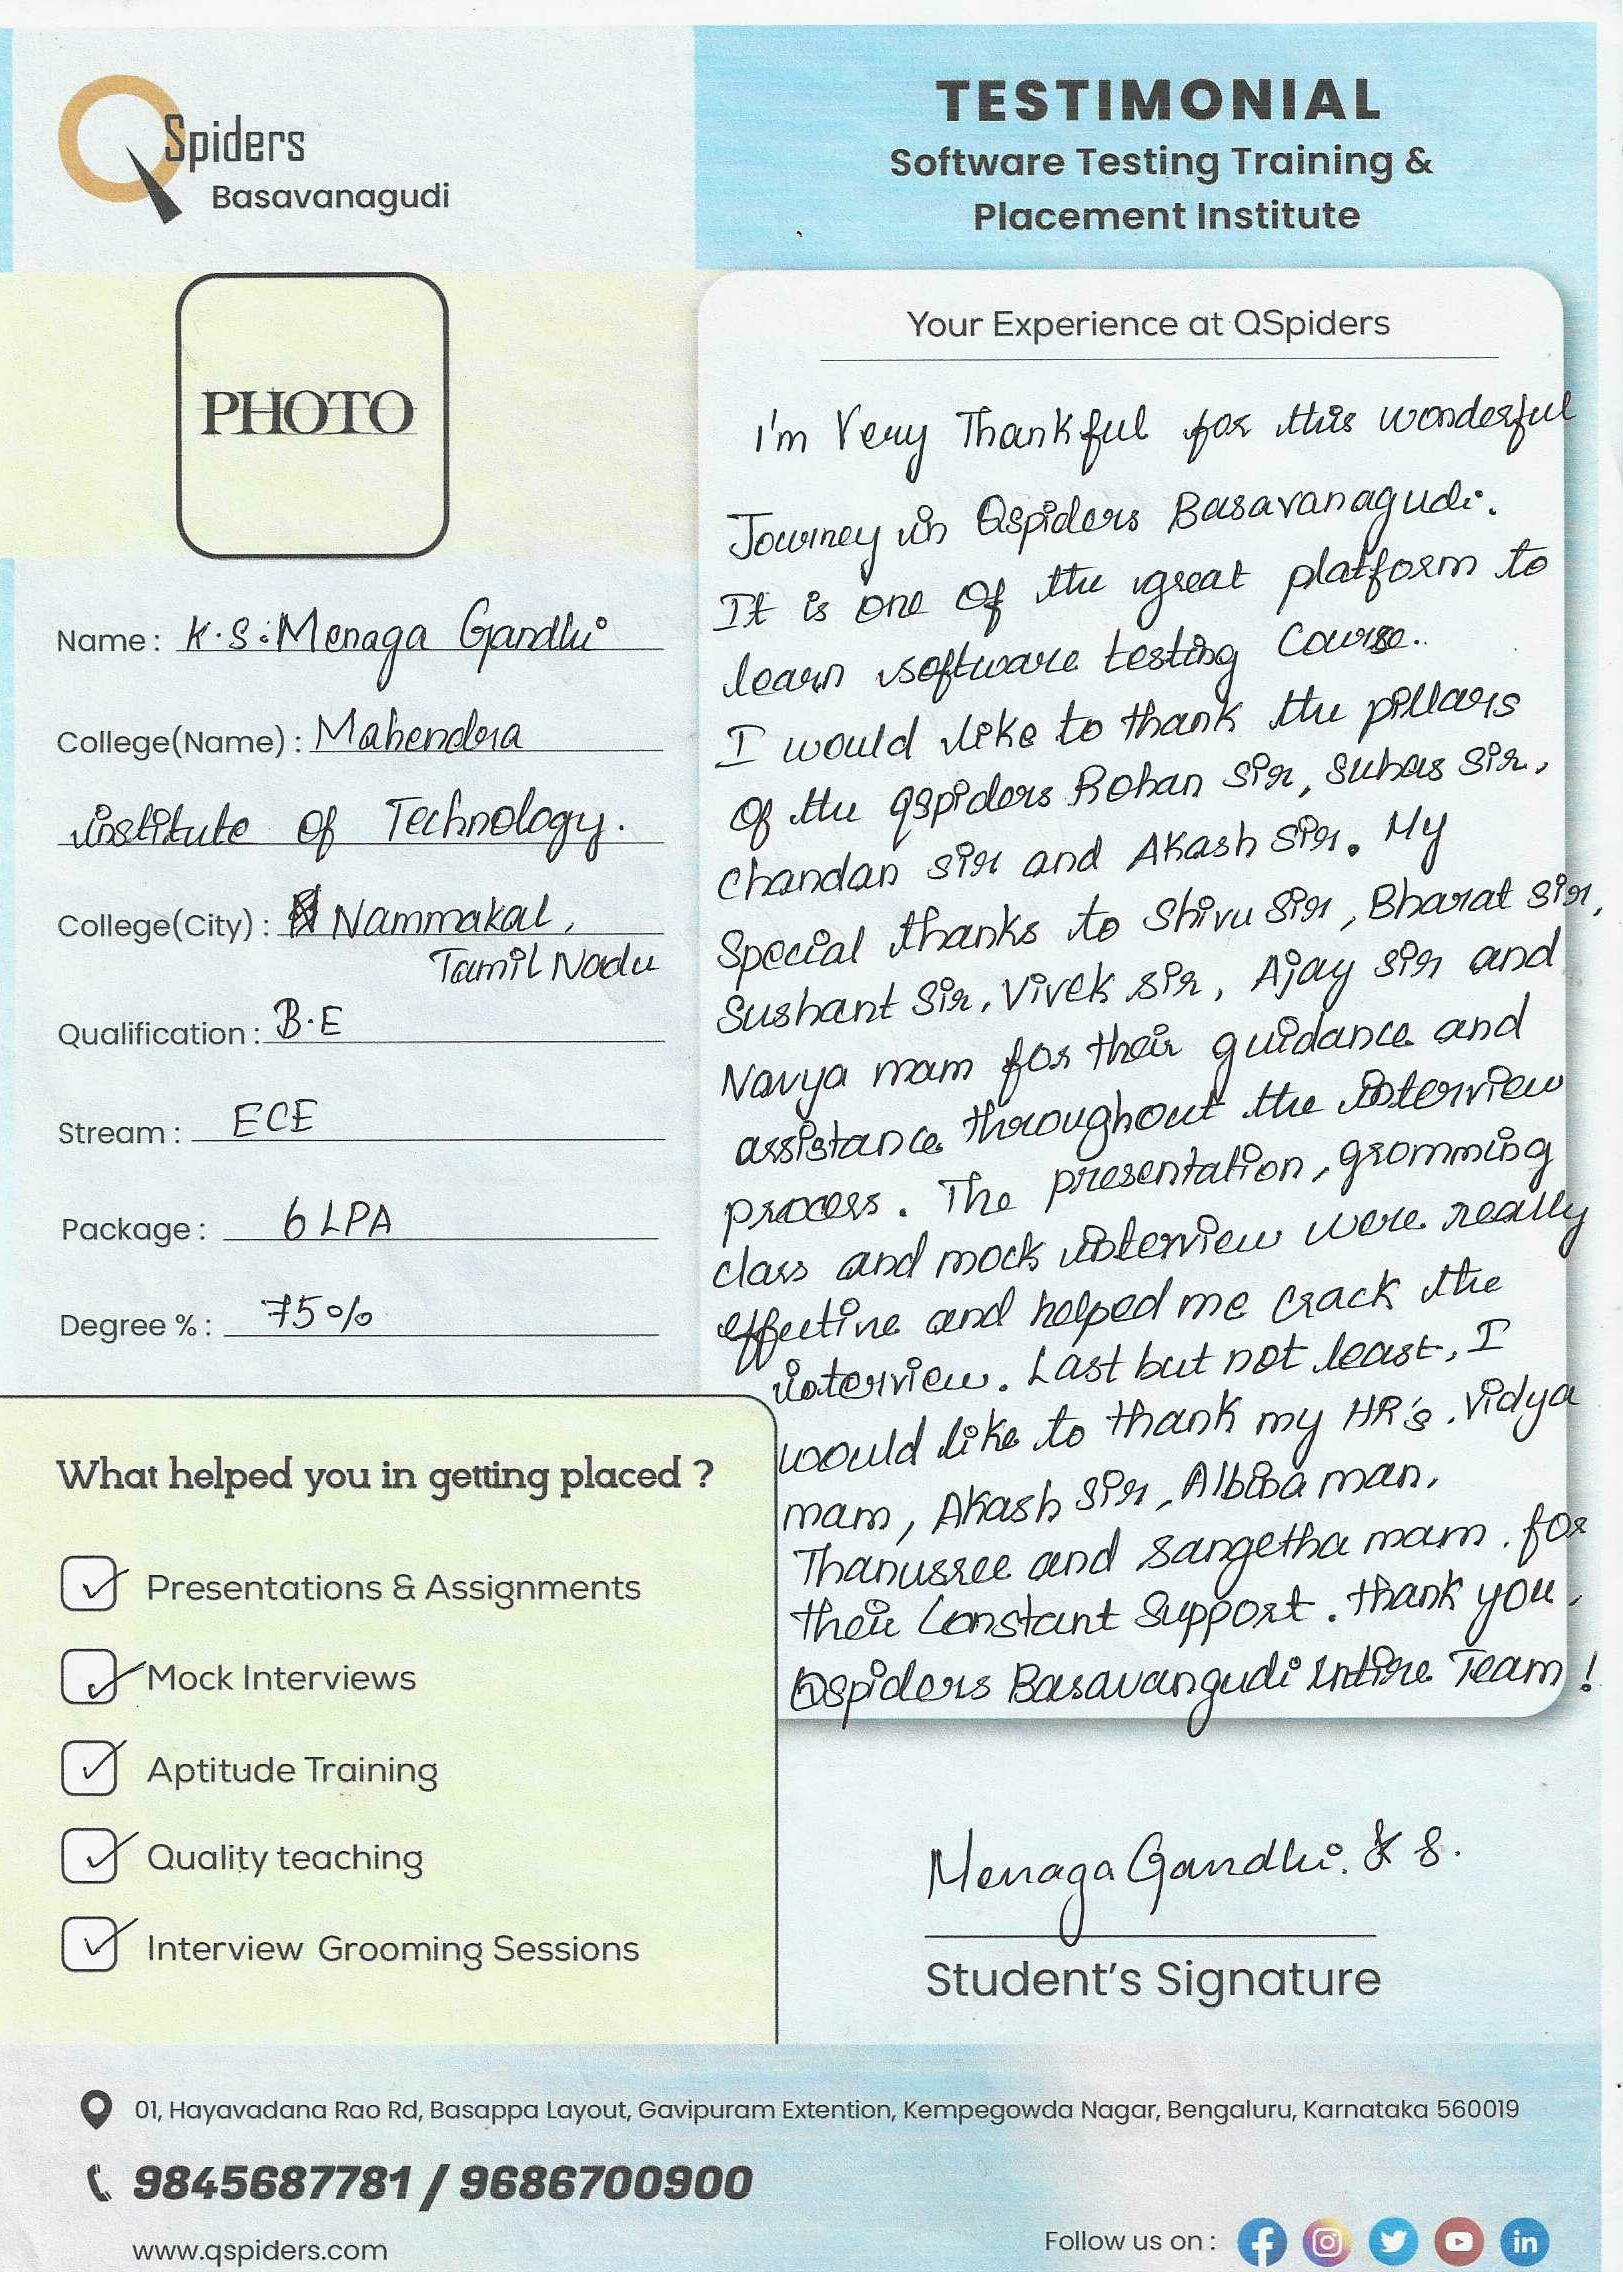 QSpiders
Basavanagudi
TESTIMONIAL
Software Testing Training &
Placement Institute
PHOTO
Name : K.S. Menaga Gandhi
College(Name) : Mahendra
institute of Technology.
College(City) : Nammakal,
Tamil Nadu
Qualification : B.E
Stream : ECE
Package : 6 LPA
Degree % : 75%
Your Experience at QSpiders
I'm Very Thankful for this wonderful
Journey in Qspiders Basavanagudi.
It is one of the great platform to
learn software testing Course..
I would like to thank the pillars
of the qspiders Rohan sir, Suhas sir,
chandan sir and Akash sir. My
Special thanks to Shivu sir, Bharat sir,
Sushant Sir, Vivek sir, Ajay sir and
Navya mam for their guidance and
assistance throughout the interview
process. The presentation, gromming
class and mock interview were really
effective and helped me crack the
interview. Last but not least, I
would like to thank my HR's. Vidya
mam, Akash sir, Albina man,
Thanussree and sangetha mam. for
their Constant Support. thank you,
Qspiders Basavangudi Entire Team!
What helped you in getting placed ?
Presentations & Assignments
Mock Interviews
Aptitude Training
Quality teaching
Interview Grooming Sessions
Menaga Gandhi. K S.
Student's Signature
01, Hayavadana Rao Rd, Basappa Layout, Gavipuram Extention, Kempegowda Nagar, Bengaluru, Karnataka 560019
9845687781 / 9686700900
www.qspiders.com
Follow us on :